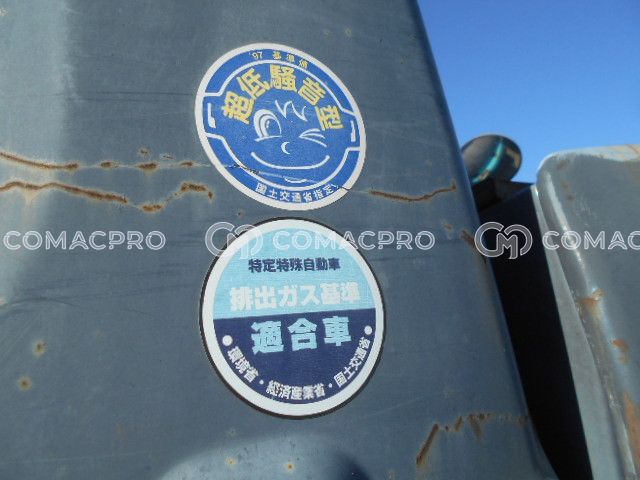 '97 基準値
超低騒音型
国土交通省指定
COMACPRO COMACPRO COMACPRO
特定特殊自動車
排出ガス基準
適合車
●環境省・経済産業省・国土交通省●